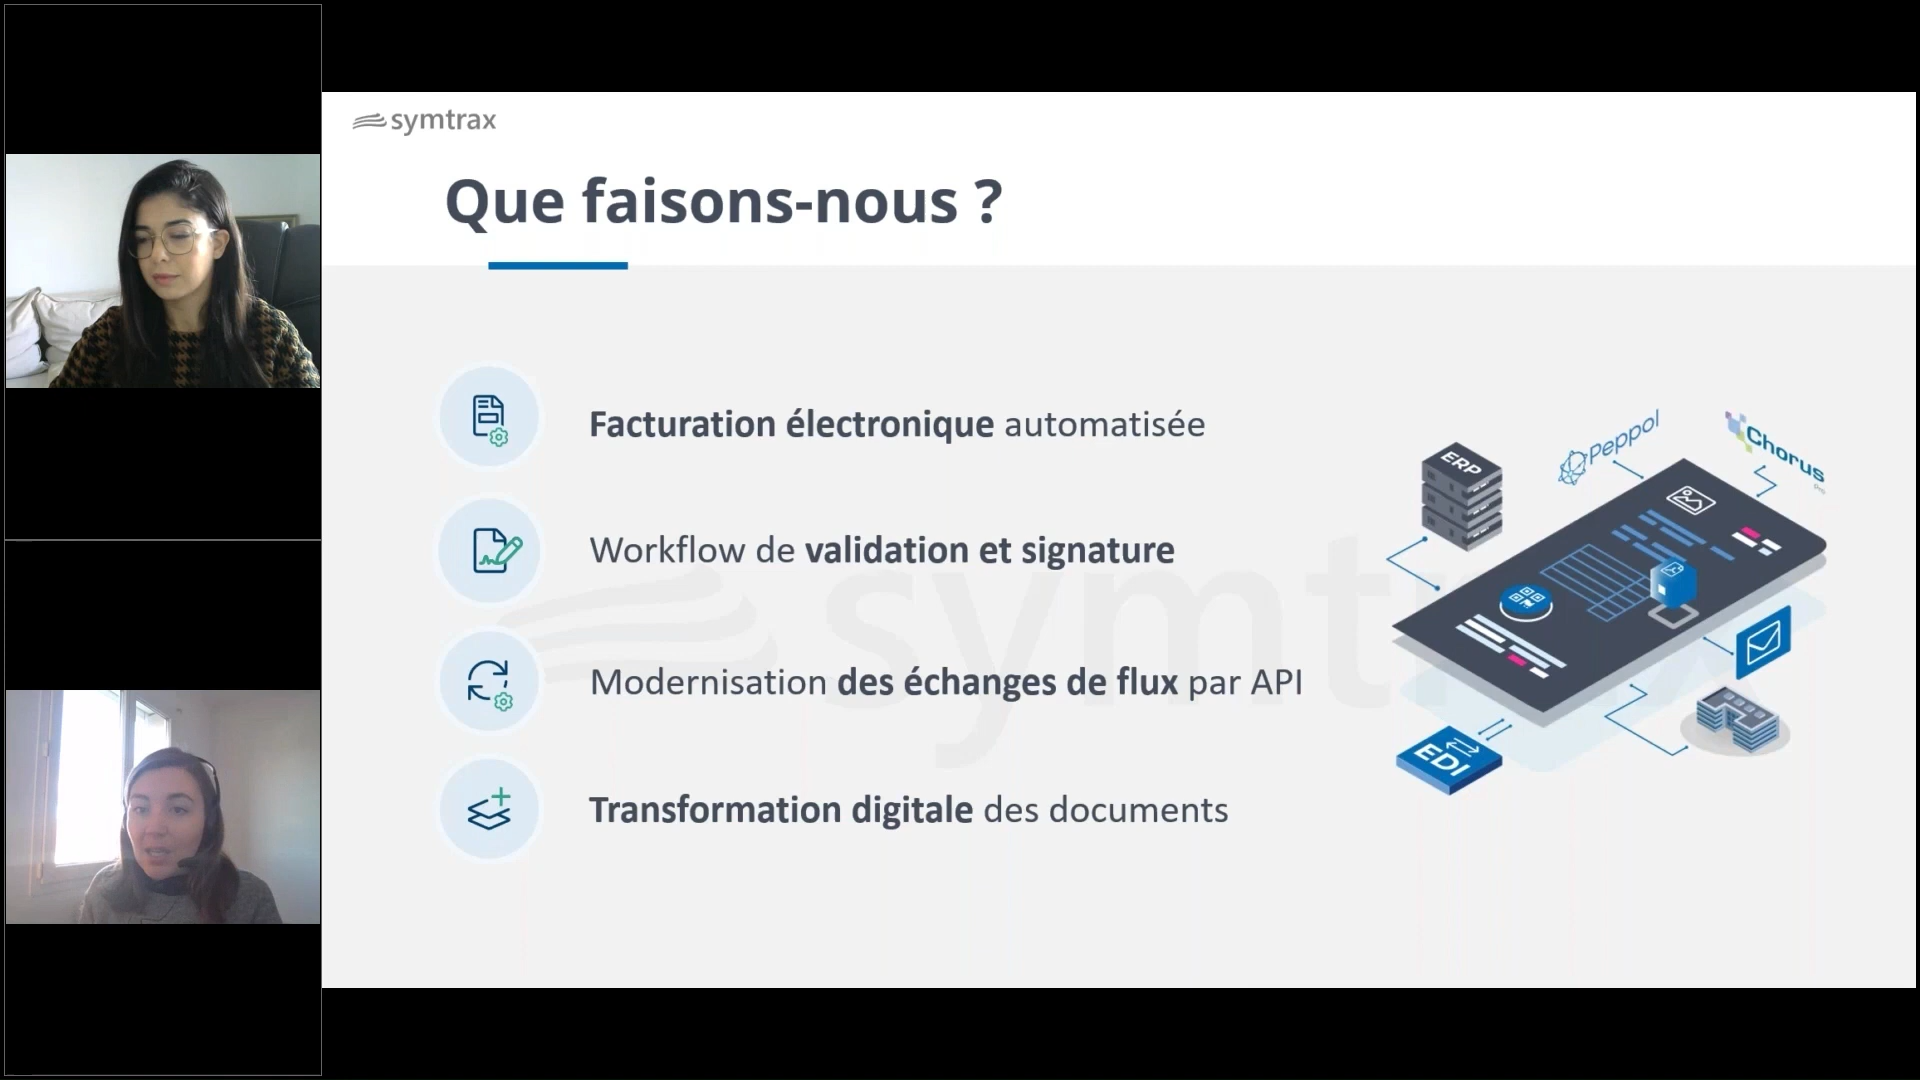 symtrax
Que faisons-nous ?
Facturation électronique automatisée
Workflow de validation et signature
Modernisation des échanges de flux par API
Transformation digitale des documents
ERP
Peppol
Chorus
EDI
symtrax